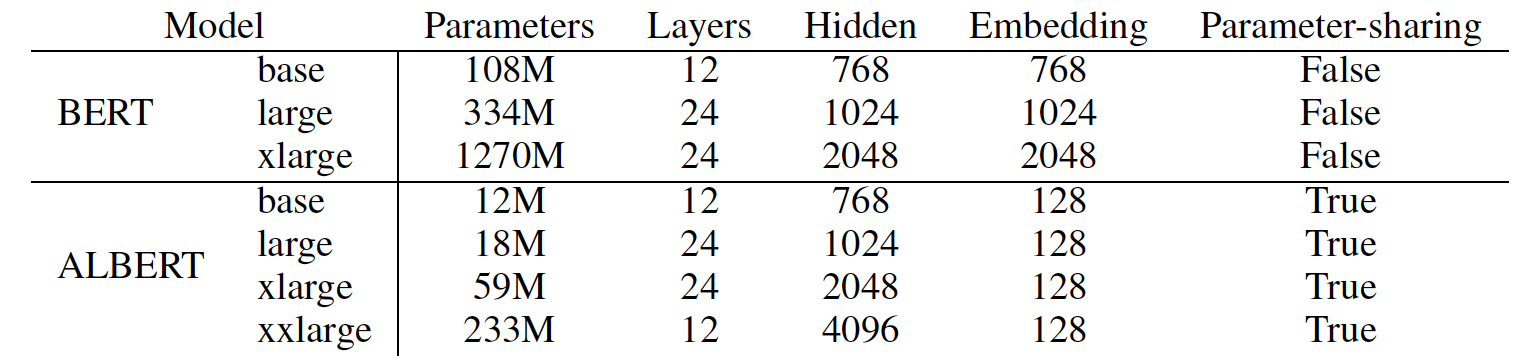 Model Parameters Layers Hidden Embedding Parameter-sharing
base 108M 12 768 768 False
BERT large 334M 24 1024 1024 False
xlarge 1270M 24 2048 2048 False
base 12M 12 768 128 True
large 18M 24 1024 128 True
ALBERT
xlarge 59M 24 2048 128 True
xxlarge 233M 12 4096 128 True